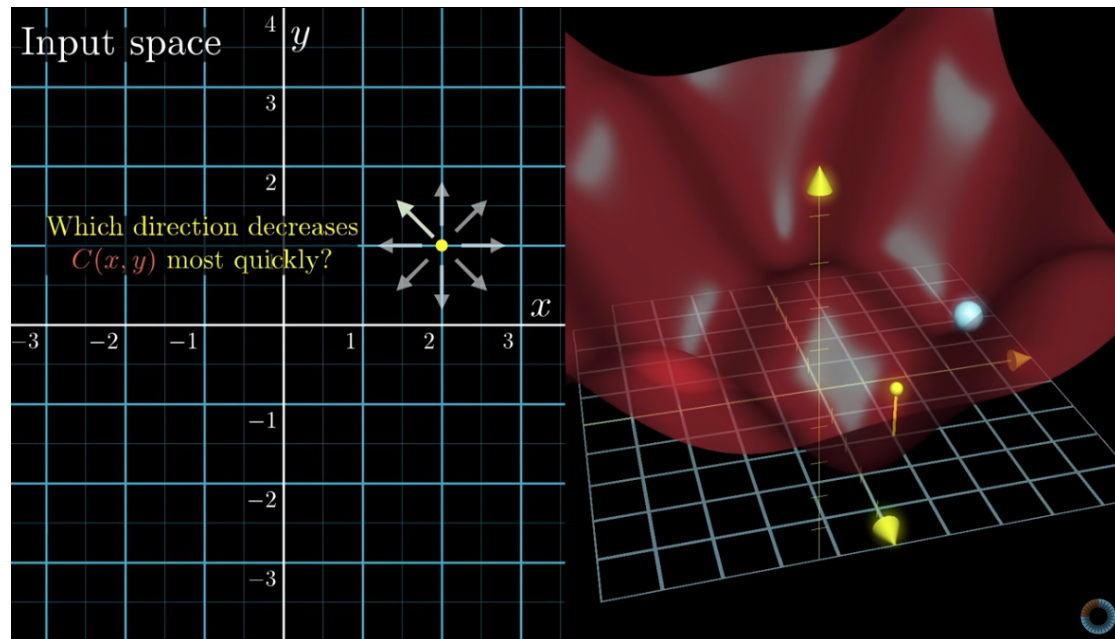 Input space
y
4
3
2
Which direction decreases
C(x, y) most quickly?
x
−3 −2 −1 1 2 3
−1
−2
−3